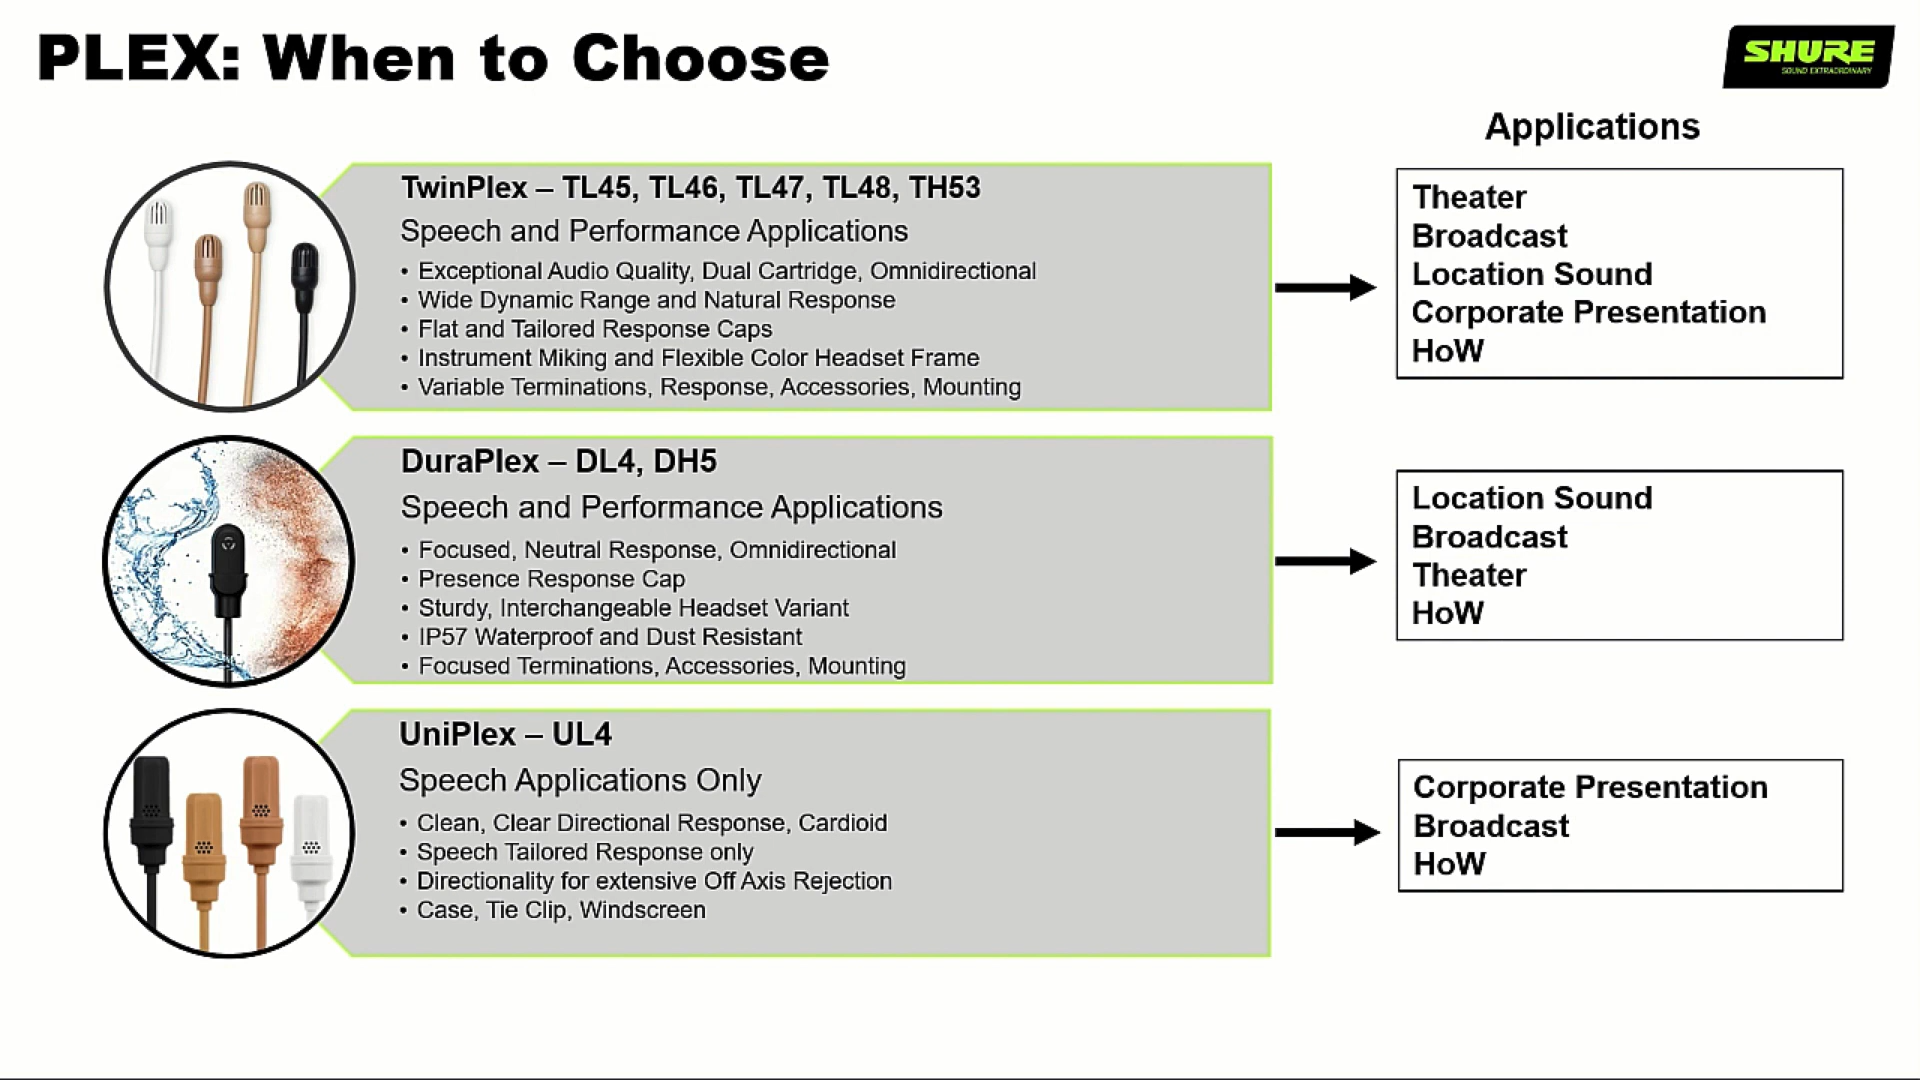 PLEX: When to Choose
SHURE
SOUND EXTRAORDINARY
Applications
TwinPlex – TL45, TL46, TL47, TL48, TH53
Speech and Performance Applications
• Exceptional Audio Quality, Dual Cartridge, Omnidirectional
• Wide Dynamic Range and Natural Response
• Flat and Tailored Response Caps
• Instrument Miking and Flexible Color Headset Frame
• Variable Terminations, Response, Accessories, Mounting
Theater
Broadcast
Location Sound
Corporate Presentation
HoW
DuraPlex – DL4, DH5
Speech and Performance Applications
• Focused, Neutral Response, Omnidirectional
• Presence Response Cap
• Sturdy, Interchangeable Headset Variant
• IP57 Waterproof and Dust Resistant
• Focused Terminations, Accessories, Mounting
Location Sound
Broadcast
Theater
HoW
UniPlex – UL4
Speech Applications Only
• Clean, Clear Directional Response, Cardioid
• Speech Tailored Response only
• Directionality for extensive Off Axis Rejection
• Case, Tie Clip, Windscreen
Corporate Presentation
Broadcast
HoW